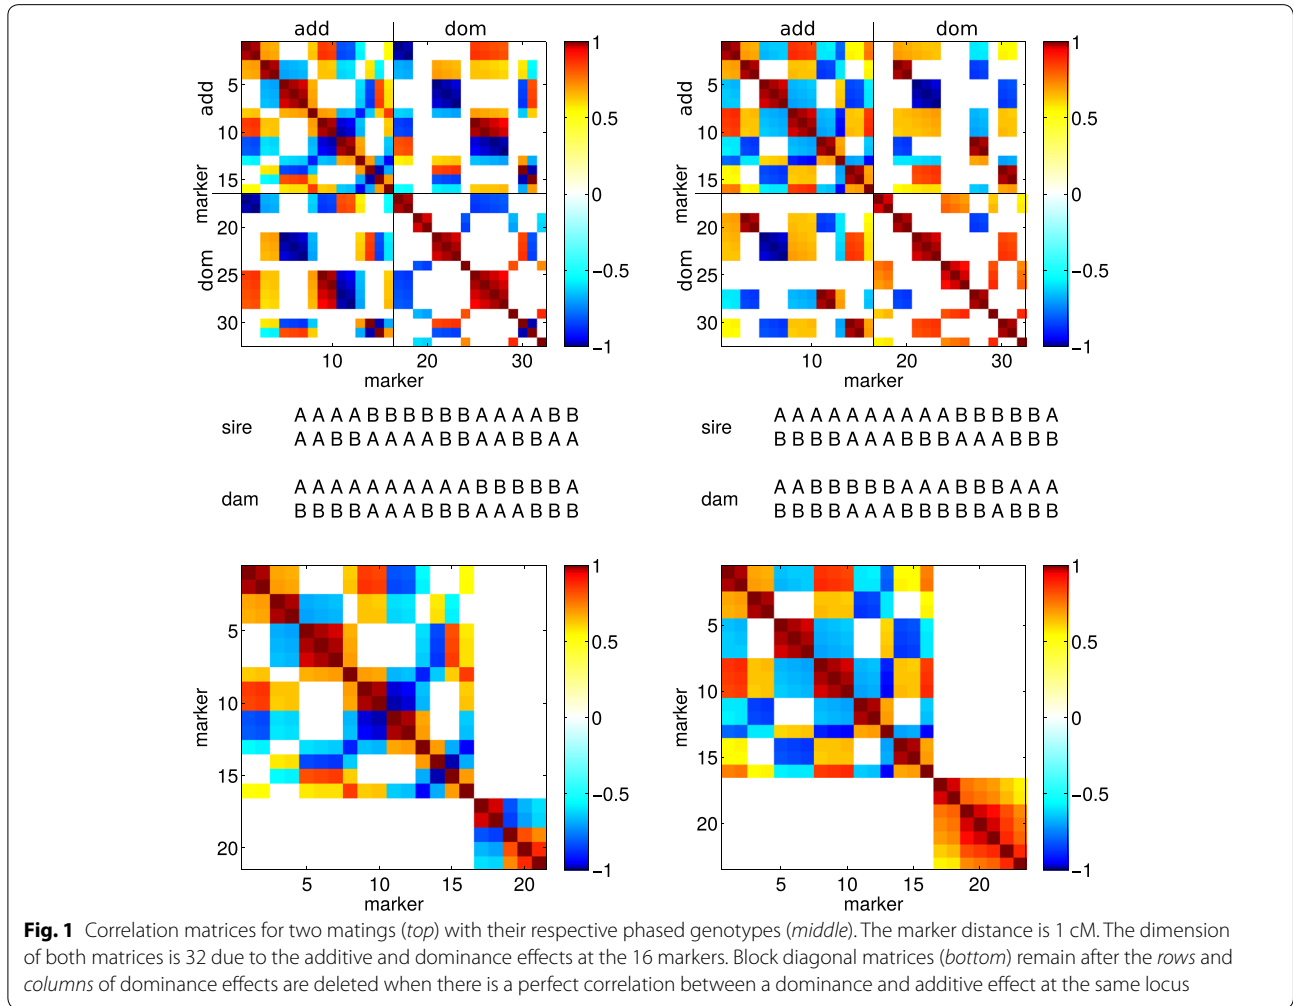 add dom add dom
1 1
5 5
0.5 0.5
10 10
15 15
0 0
20 20
25 25
−0.5 −0.5
30 30
−1 −1
add add
marker marker
dom dom
10 20 30 10 20 30
marker marker
sire
A A A A B B B B B B A A A A B B
A A B B A A A A B B A A B B A A
dam
A A A A A A A A A A B B B B B A
B B B B A A A B B B A A A B B B
sire
A A A A A A A A A A B B B B B A
B B B B A A A B B B A A A B B B
dam
A A B B B B B A A A B B B A A A
B B B B A A A B B B B B A B B B
1 1
5 5
0.5 0.5
10 10
0 0
15 15
−0.5 −0.5
20 20
−1 −1
marker marker
5 10 15 20 5 10 15 20
marker marker
Fig. 1 Correlation matrices for two matings (top) with their respective phased genotypes (middle). The marker distance is 1 cM. The dimension
of both matrices is 32 due to the additive and dominance effects at the 16 markers. Block diagonal matrices (bottom) remain after the rows and
columns of dominance effects are deleted when there is a perfect correlation between a dominance and additive effect at the same locus